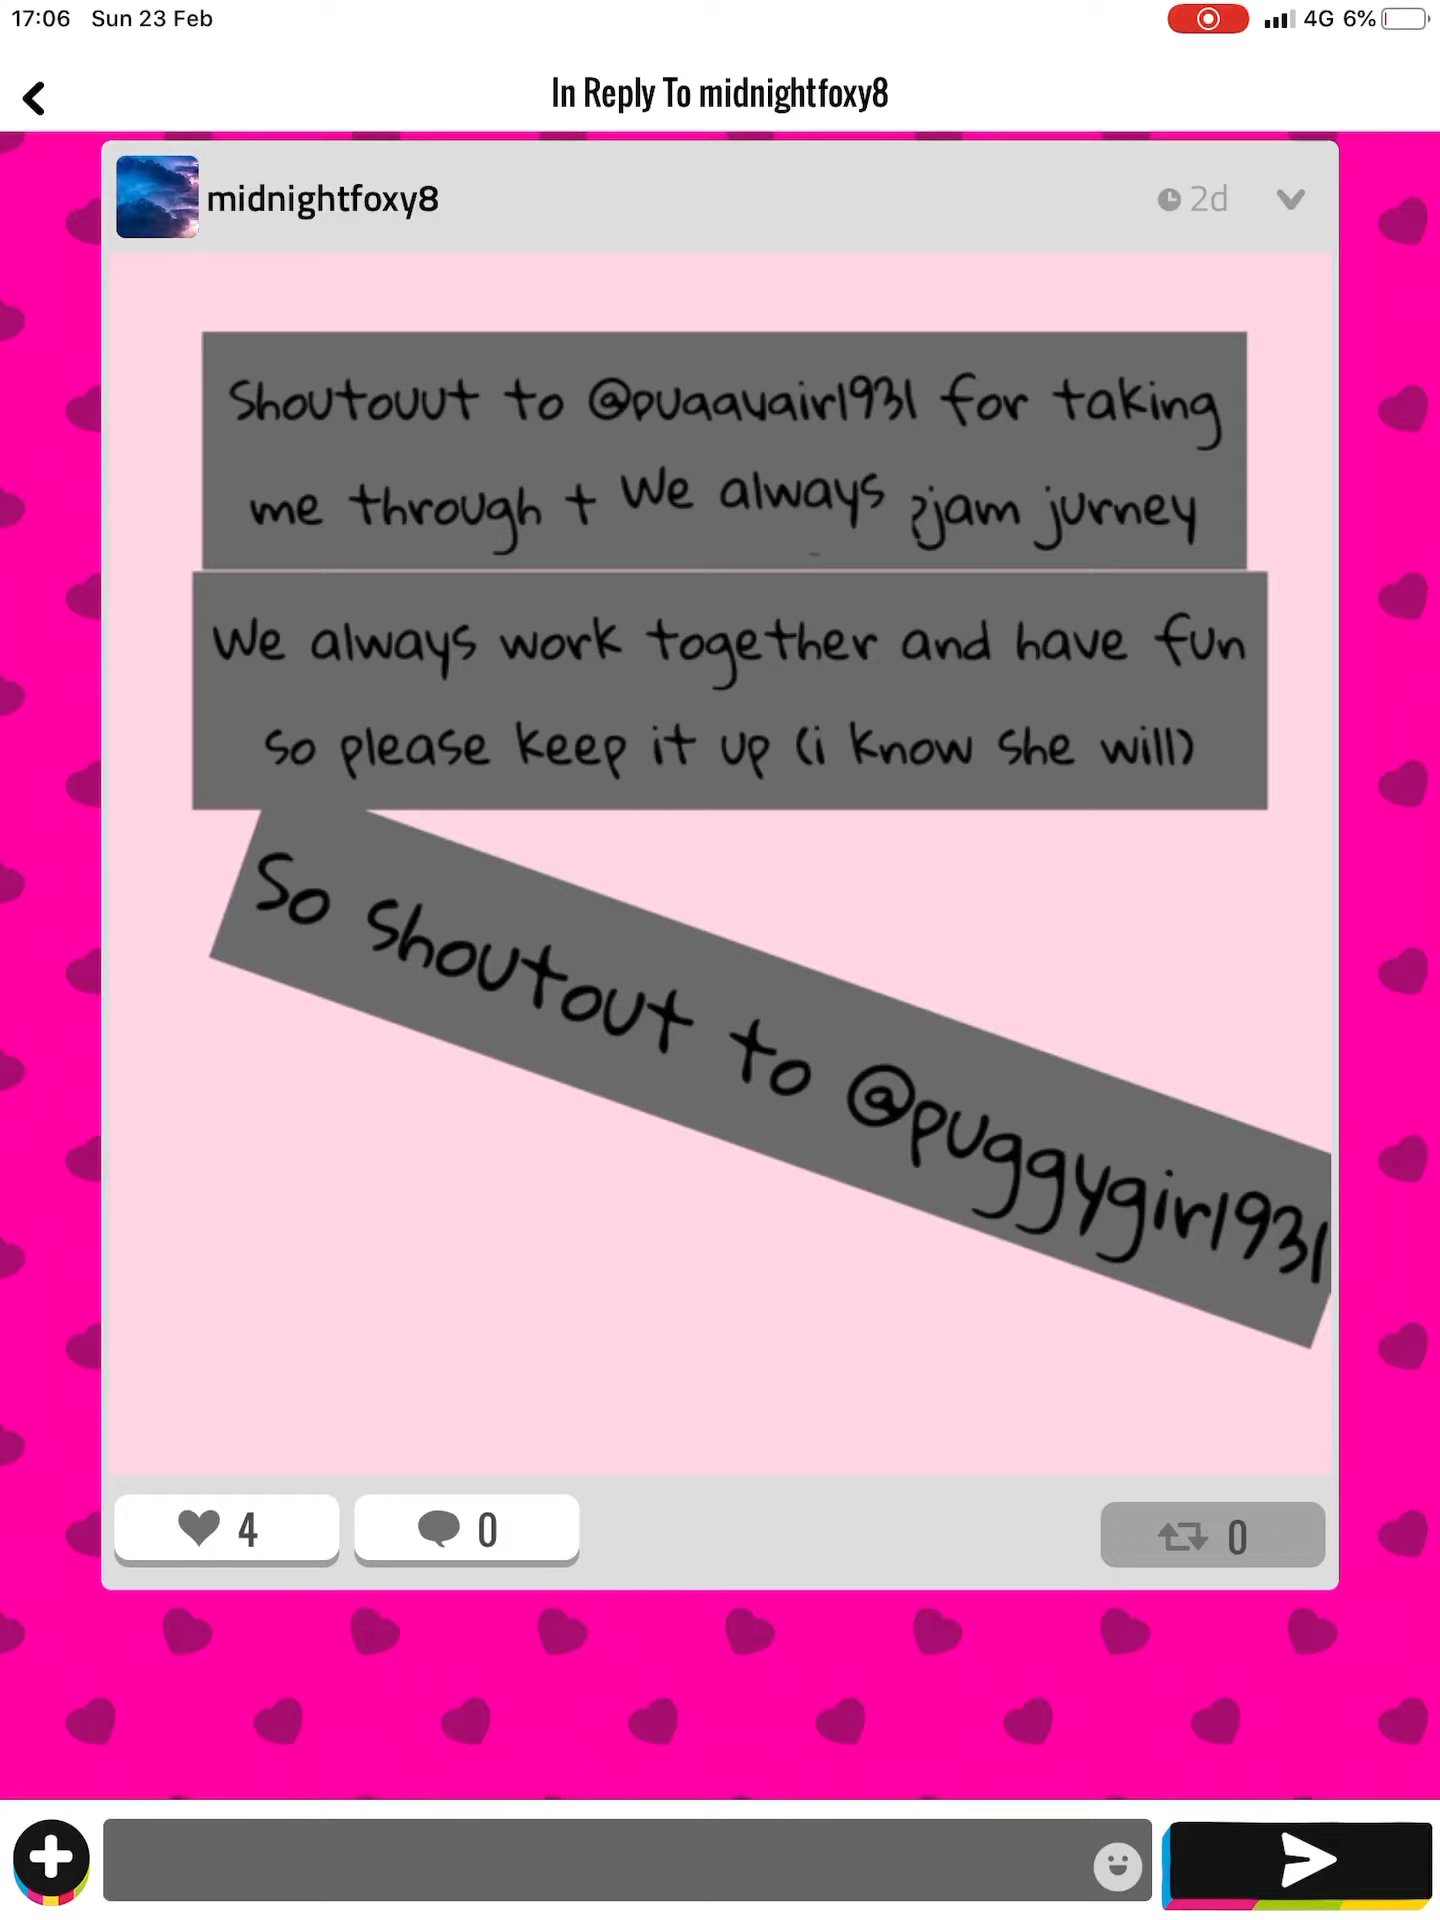 17:06 Sun 23 Feb
4G 6%
In Reply To midnightfoxy8
midnightfoxy8
2d
Shoutouut to @puggygirl931 for taking
me through + We always jam jurney
We always work together and have fun
so please keep it up (i know she will)
So shoutout to @puggygirl931
4
0
0